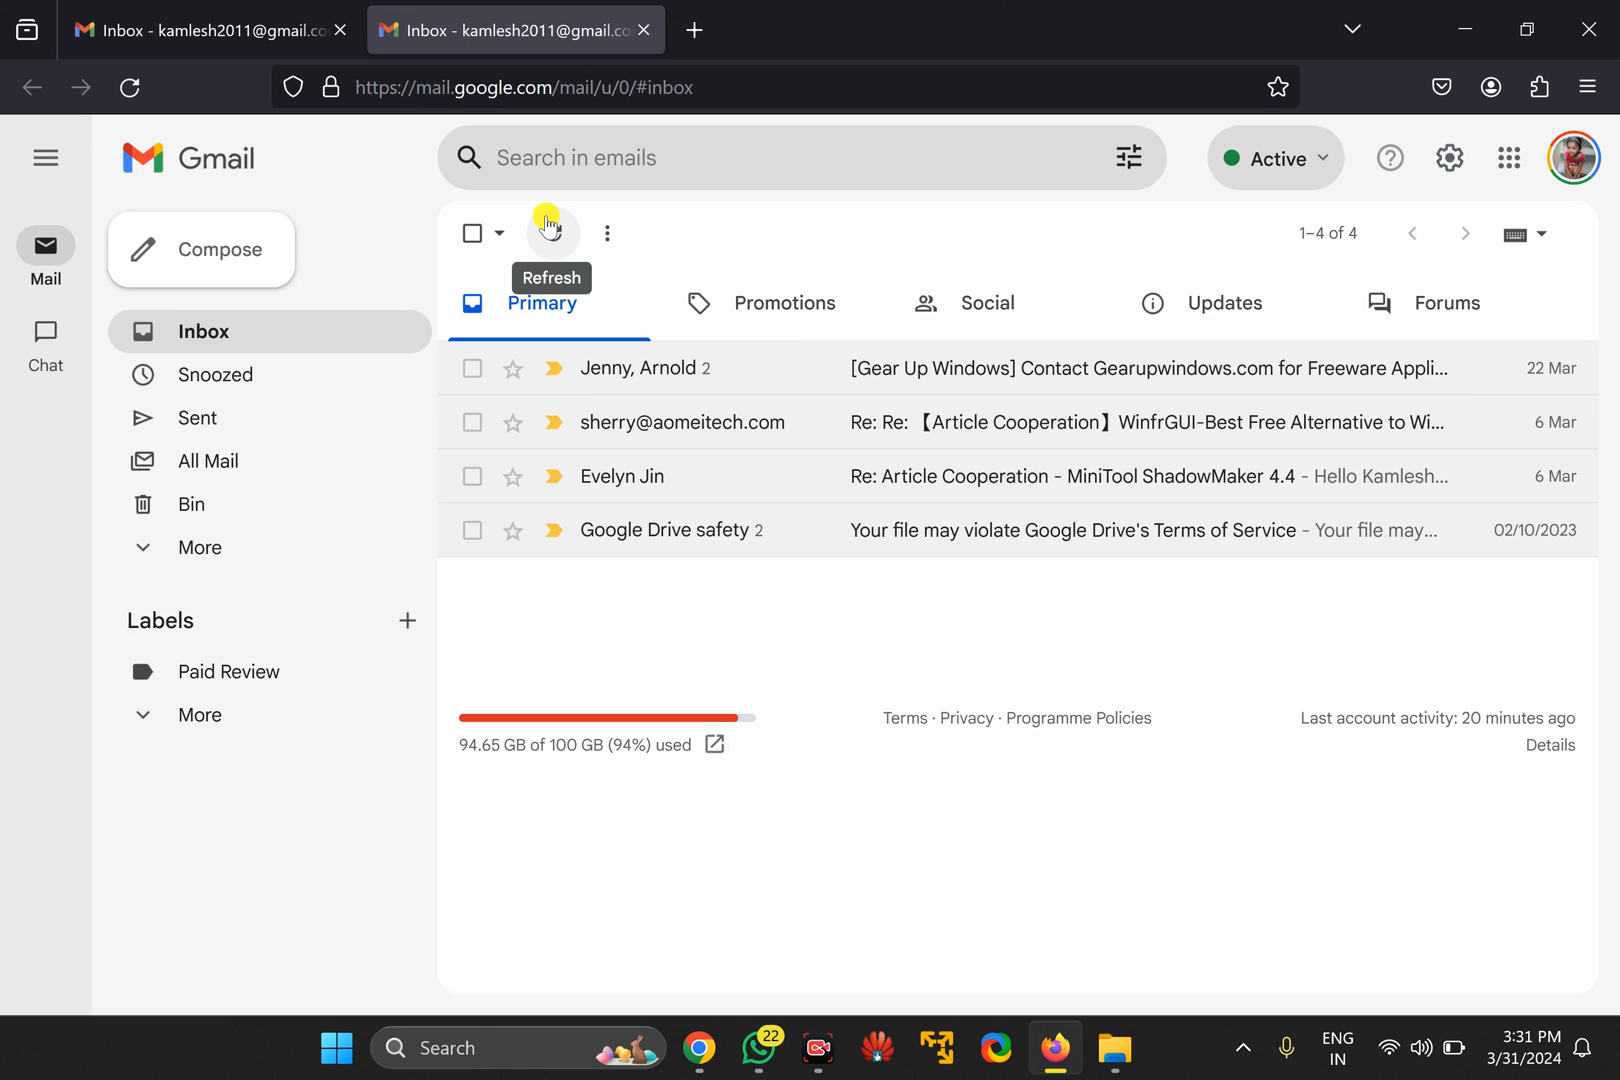 Inbox - kamlesh2011@gmail.co
Inbox - kamlesh2011@gmail.co
https://mail.google.com/mail/u/0/#inbox
Gmail
Search in emails
Active
Compose
1–4 of 4
Refresh
Mail
Primary
Promotions
Social
Updates
Forums
Inbox
Chat
Snoozed
Sent
All Mail
Bin
More
Jenny, Arnold 2 [Gear Up Windows] Contact Gearupwindows.com for Freeware Appli... 22 Mar
sherry@aomeitech.com Re: Re: 【Article Cooperation】WinfrGUI-Best Free Alternative to Wi... 6 Mar
Evelyn Jin Re: Article Cooperation - MiniTool ShadowMaker 4.4 - Hello Kamlesh... 6 Mar
Google Drive safety 2 Your file may violate Google Drive's Terms of Service - Your file may... 02/10/2023
Labels
Paid Review
More
94.65 GB of 100 GB (94%) used
Terms · Privacy · Programme Policies
Last account activity: 20 minutes ago
Details
Search
22
ENG
IN
3:31 PM
3/31/2024